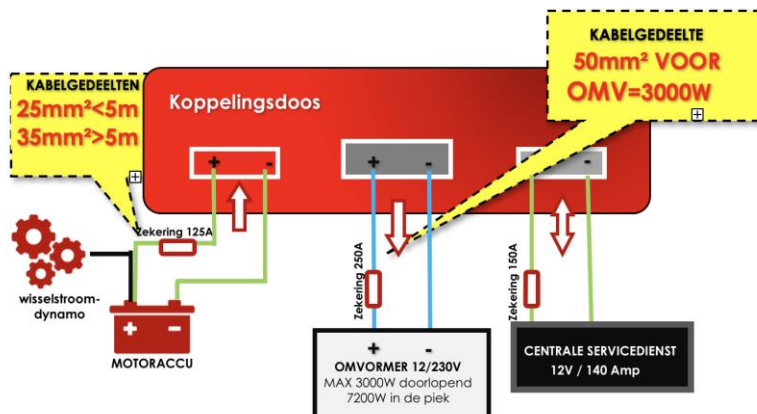 KABELGEDEELTEN
25mm²<5m
35mm²>5m
KABELGEDEELTE
50mm² VOOR
OMV=3000W
Koppelingsdoos
+ -
+ -
-
Zekering 125A
Zekering 250A
Zekering 150A
wisselstroom-
dynamo
+ -
MOTORACCU
+ -
OMVORMER 12/230V
MAX 3000W doorlopend
7200W in de piek
CENTRALE SERVICEDIENST
12V / 140 Amp